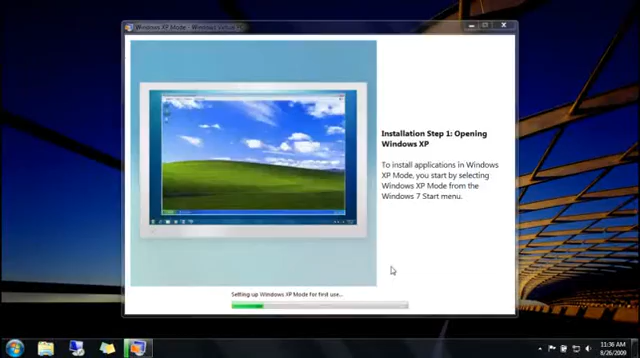 Windows XP Mode - Windows Virtual PC
Installation Step 1: Opening
Windows XP
To install applications in Windows
XP Mode, you start by selecting
Windows XP Mode from the
Windows 7 Start menu.
Setting up Windows XP Mode for first use...
11:36 AM
8/26/2009